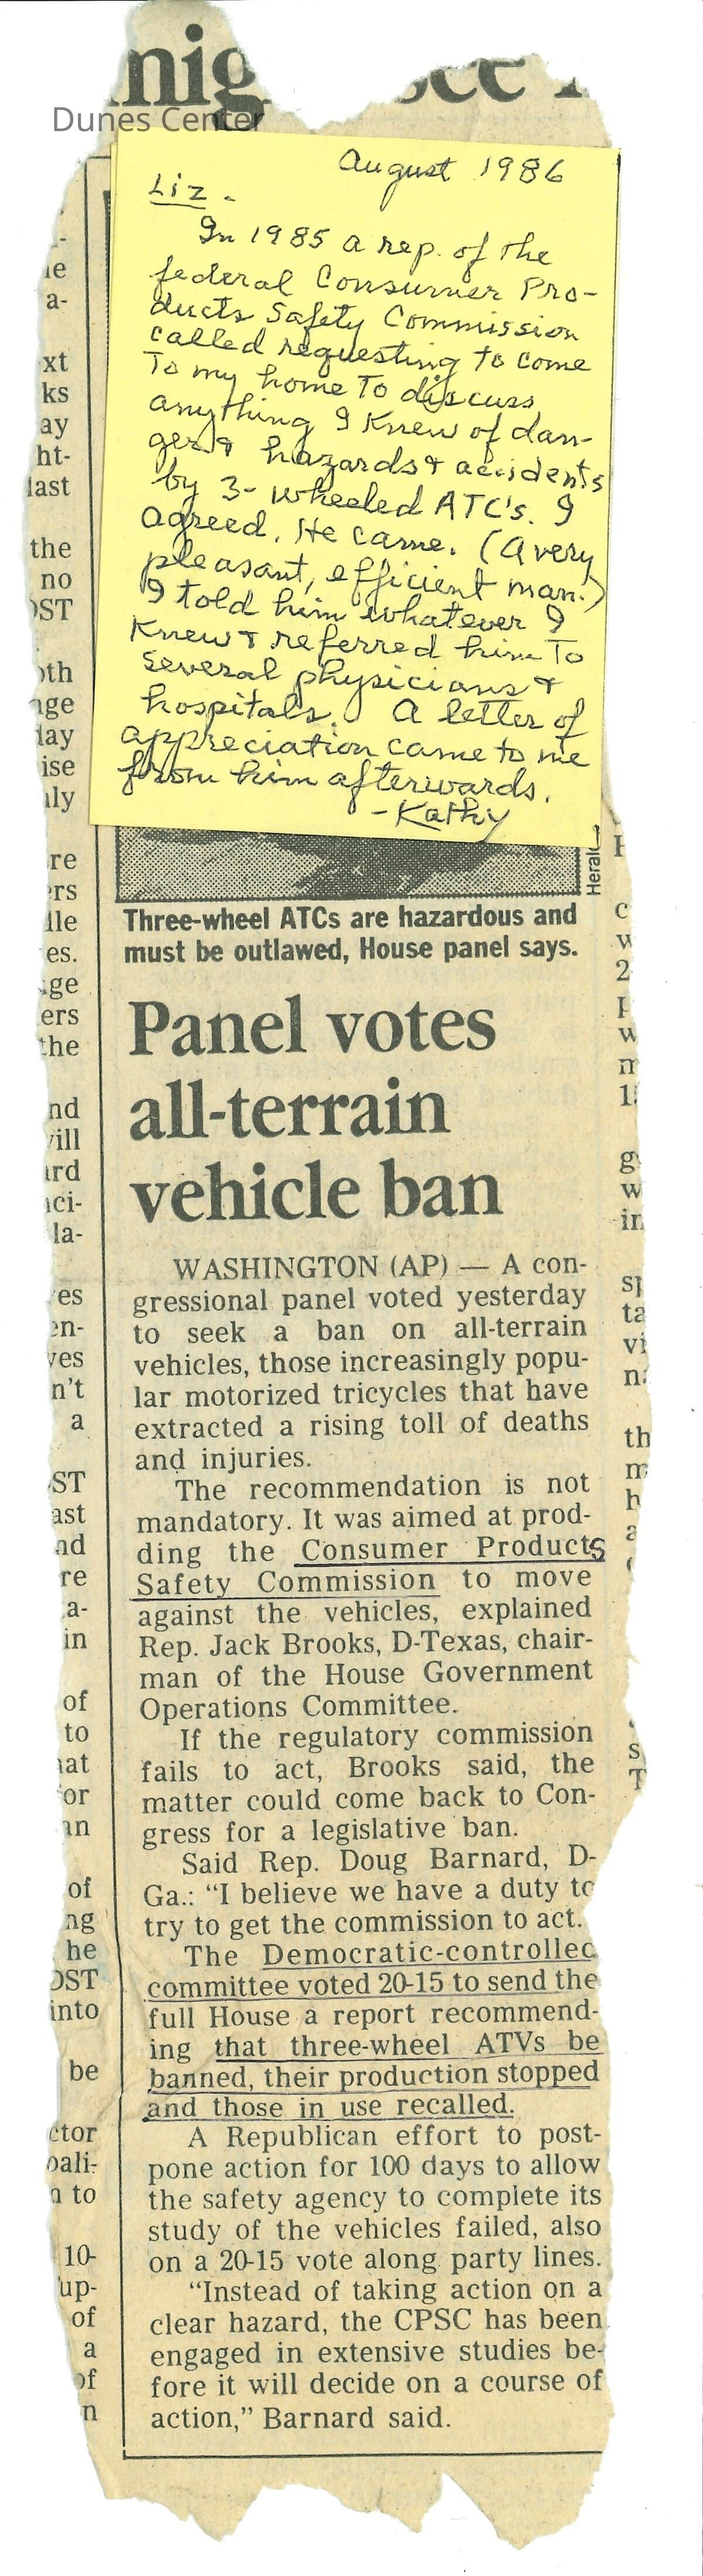 nig
Dunes Center
August 1986
Liz.
In 1985 a rep. of the
federal Consumer Pro-
ducts Safety Commission
called requesting to come
To my home To discuss
anything I knew of dan-
gers & hazards & accidents
by 3-wheeled ATC's. I
agreed. He came. (A very
pleasant, efficient man.)
I told him whatever I
knew & referred him To
several physicians &
hospitals. A letter of
appreciation came to me
from him afterwards.
-Kathy
Herald
Three-wheel ATCs are hazardous and
must be outlawed, House panel says.
Panel votes
all-terrain
vehicle ban
WASHINGTON (AP) — A con-
gressional panel voted yesterday
to seek a ban on all-terrain
vehicles, those increasingly popu-
lar motorized tricycles that have
extracted a rising toll of deaths
and injuries.
The recommendation is not
mandatory. It was aimed at prod-
ding the Consumer Products
Safety Commission to move
against the vehicles, explained
Rep. Jack Brooks, D-Texas, chair-
man of the House Government
Operations Committee.
If the regulatory commission
fails to act, Brooks said, the
matter could come back to Con-
gress for a legislative ban.
Said Rep. Doug Barnard, D-
Ga.: “I believe we have a duty to
try to get the commission to act.
The Democratic-controlled
committee voted 20-15 to send the
full House a report recommend-
ing that three-wheel ATVs be
banned, their production stopped
and those in use recalled.
A Republican effort to post-
pone action for 100 days to allow
the safety agency to complete its
study of the vehicles failed, also
on a 20-15 vote along party lines.
“Instead of taking action on a
clear hazard, the CPSC has been
engaged in extensive studies be-
fore it will decide on a course of
action,” Barnard said.